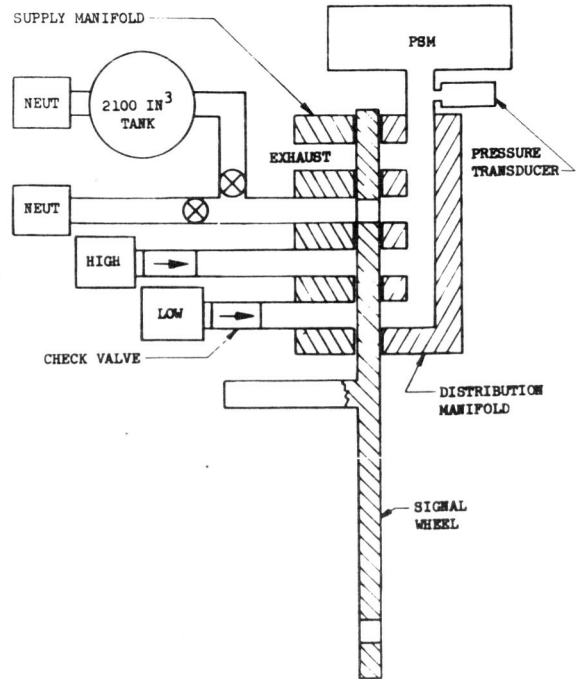 SUPPLY MANIFOLD
PSM
NEUT
2100 IN³
TANK
EXHAUST
PRESSURE
TRANSDUCER
NEUT
HIGH
LOW
CHECK VALVE
DISTRIBUTION
MANIFOLD
SIGNAL
WHEEL